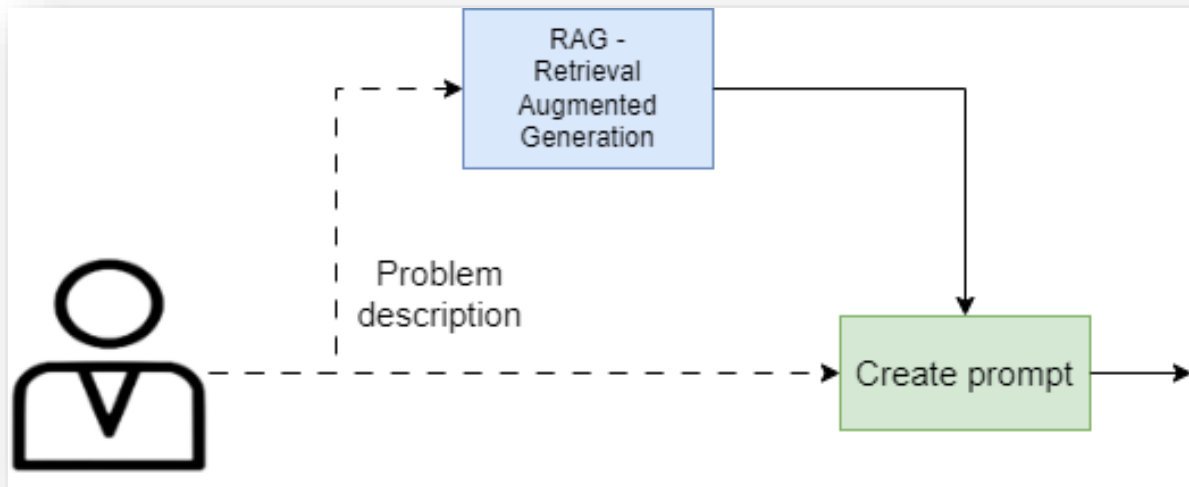 RAG -
Retrieval
Augmented
Generation
Problem
description
Create prompt